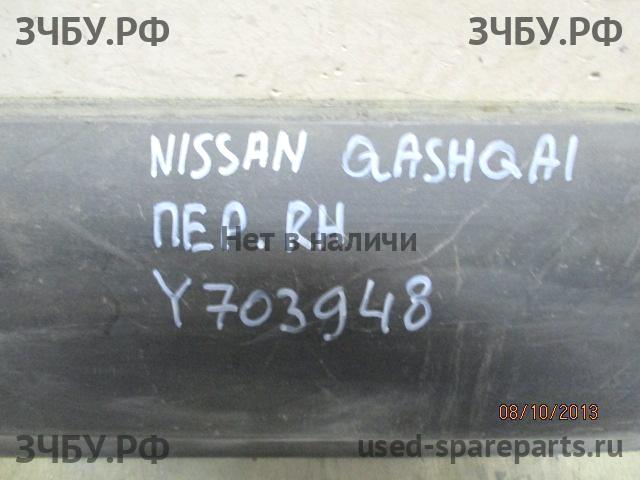 ЗЧБУ.РФ ЗЧБУ.РФ
NISSAN QASHQAI
ПЕР. RH
Нет в наличи
Y703948
08/10/2013
ЗЧБУ.РФ used-spareparts.ru